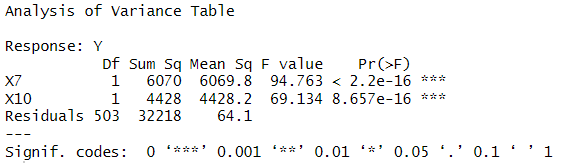 Analysis of Variance Table
Response: Y
Df Sum Sq Mean Sq F value Pr(>F)
X7 1 6070 6069.8 94.763 < 2.2e-16 ***
X10 1 4428 4428.2 69.134 8.657e-16 ***
Residuals 503 32218 64.1
---
Signif. codes: 0 ‘***’ 0.001 ‘**’ 0.01 ‘*’ 0.05 ‘.’ 0.1 ‘ ’ 1